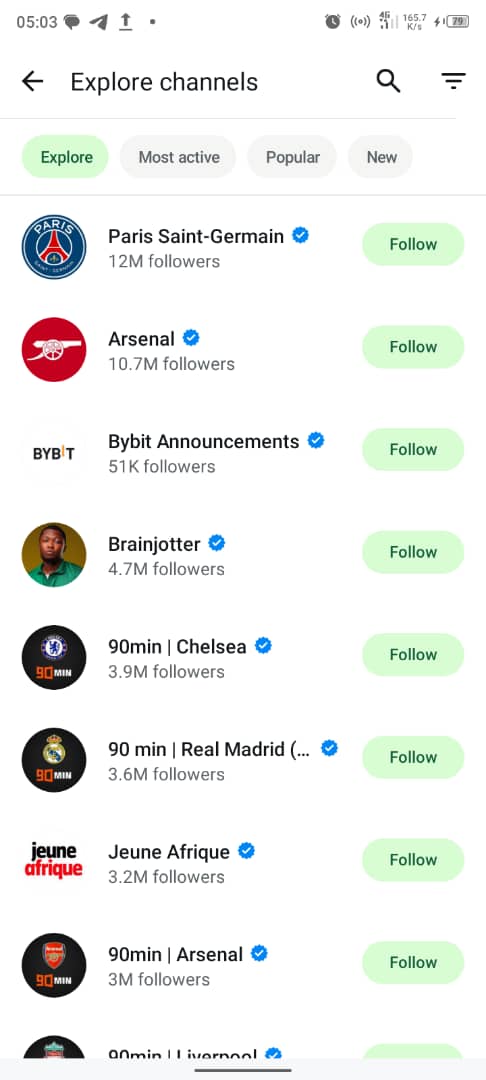 05:03
4G
165.7
K/s
79
Explore channels
Explore
Most active
Popular
New
PARIS
SAINT-GERMAIN
Paris Saint-Germain
12M followers
Follow
Arsenal
10.7M followers
Follow
BYBIT
Bybit Announcements
51K followers
Follow
Brainjotter
4.7M followers
Follow
90MIN
90min | Chelsea
3.9M followers
Follow
90MIN
90 min | Real Madrid (...
3.6M followers
Follow
jeune
afrique
Jeune Afrique
3.2M followers
Follow
Arsenal
90MIN
90min | Arsenal
3M followers
Follow
90min | Liverpool